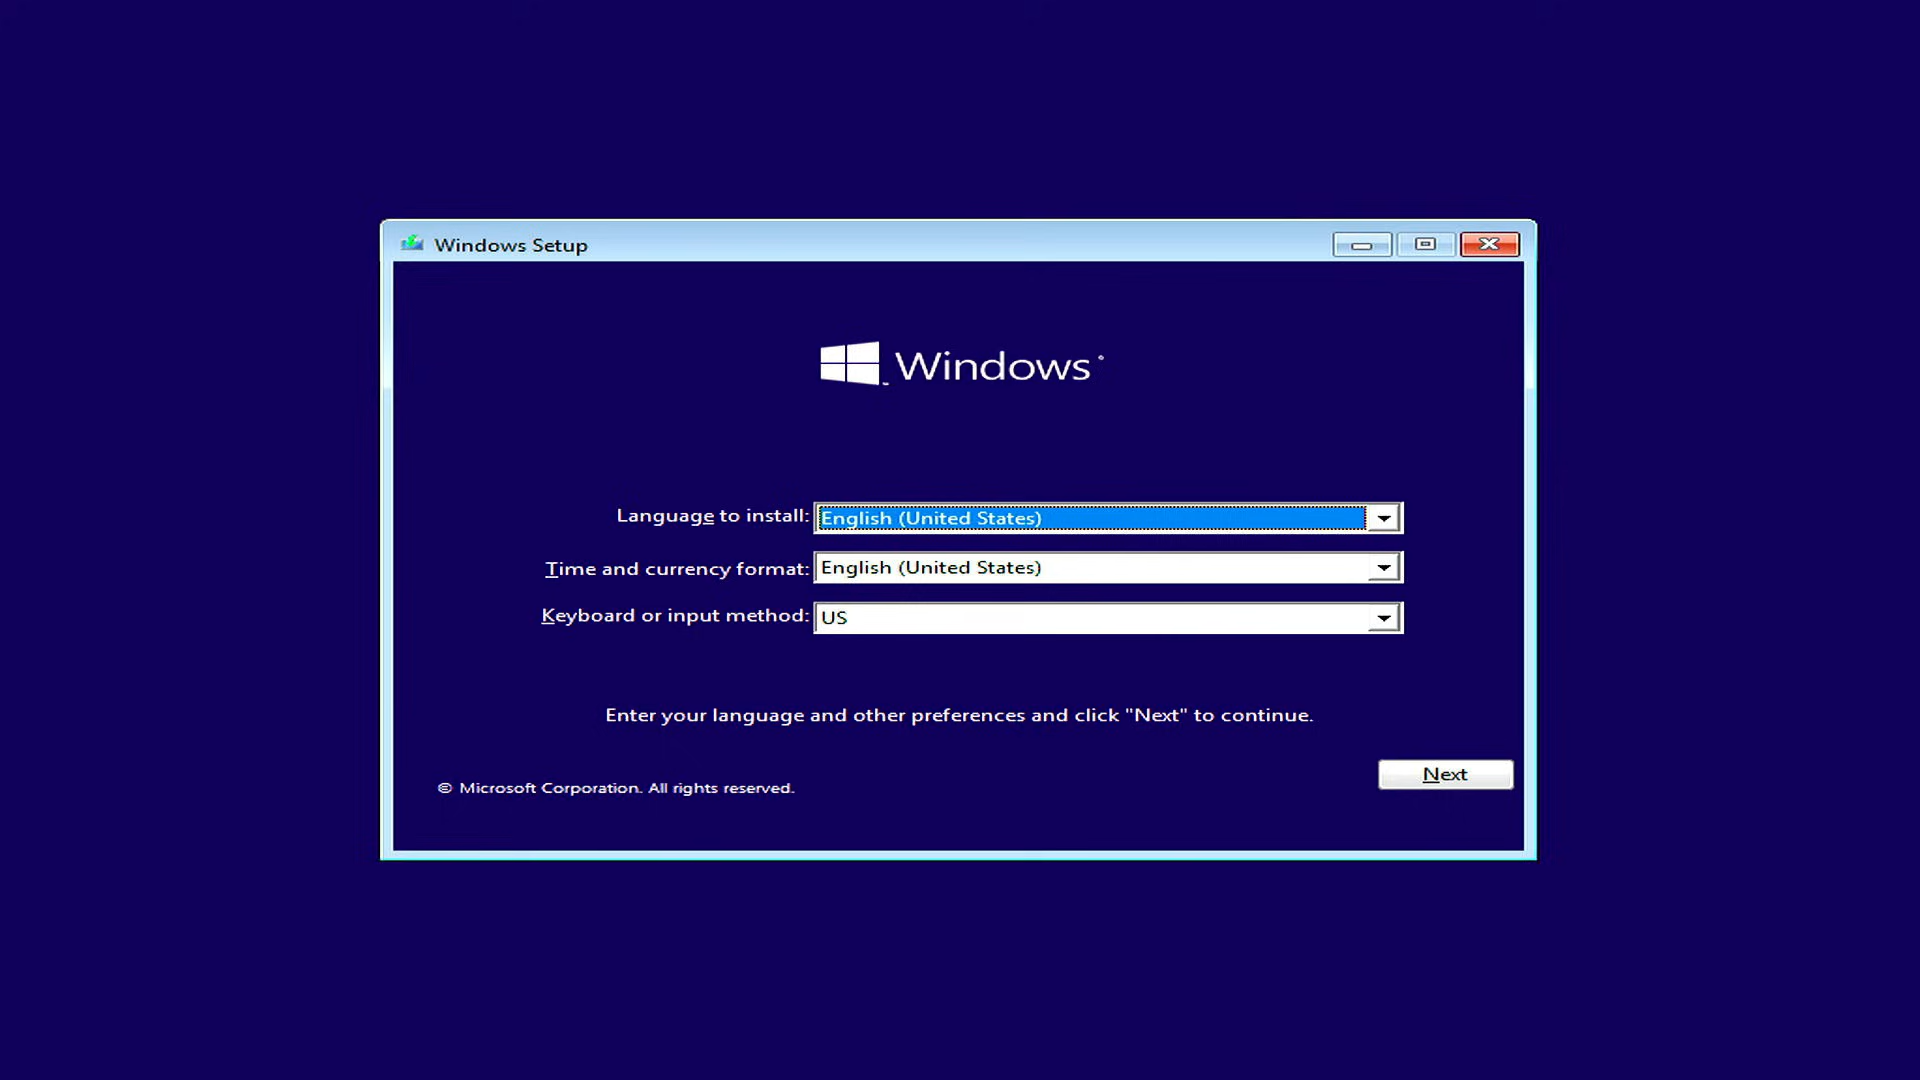 Windows Setup
Windows
Language to install: English (United States)
Time and currency format: English (United States)
Keyboard or input method: US
Enter your language and other preferences and click "Next" to continue.
Next
© Microsoft Corporation. All rights reserved.